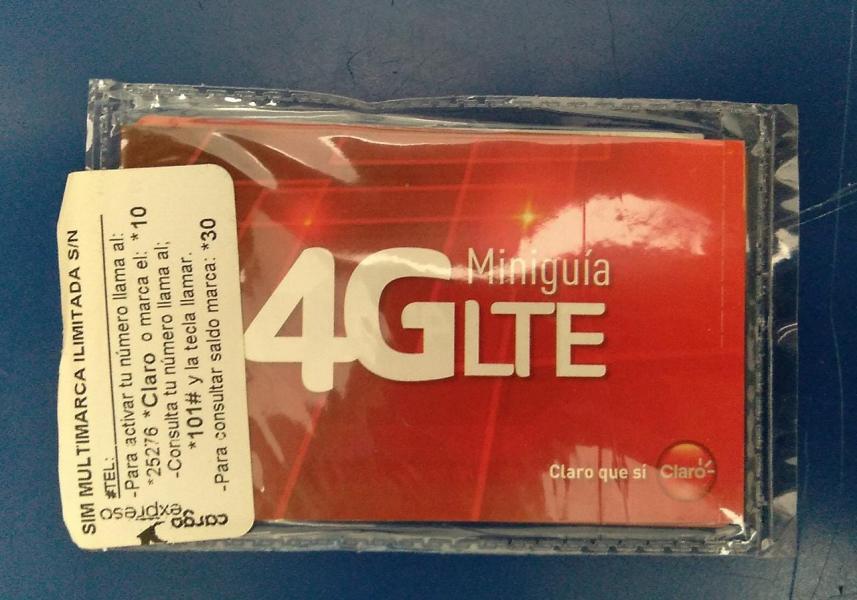 SIM MULTIMARCA ILIMITADA S/N
#TEL:
-Para activar tu número llama al:
*25276 *Claro o marca el: *10
-Consulta tu número llama al;
*101# y la tecla llamar.
-Para consultar saldo marca: *30
expreso
4G Miniguía
LTE
Claro que sí Claro